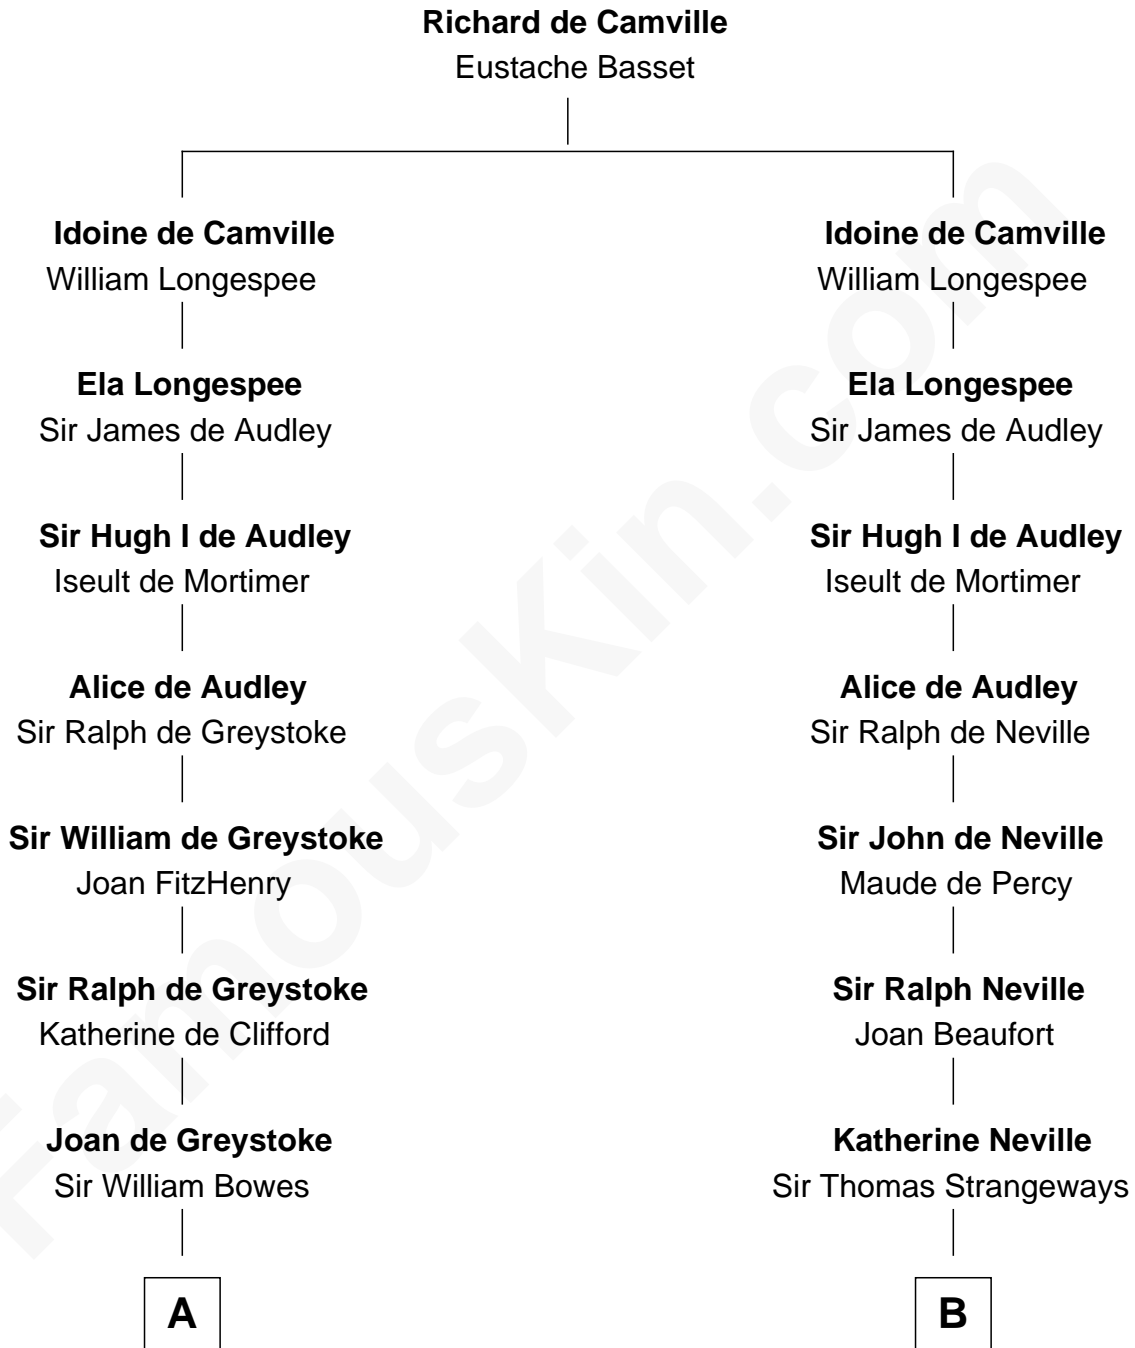 Richard de Camville
Eustache Basset
Idoine de Camville
William Longespee
Ela Longespee
Sir James de Audley
Sir Hugh I de Audley
Iseult de Mortimer
Alice de Audley
Sir Ralph de Greystoke
Sir William de Greystoke
Joan FitzHenry
Sir Ralph de Greystoke
Katherine de Clifford
Joan de Greystoke
Sir William Bowes
A
Idoine de Camville
William Longespee
Ela Longespee
Sir James de Audley
Sir Hugh I de Audley
Iseult de Mortimer
Alice de Audley
Sir Ralph de Neville
Sir John de Neville
Maude de Percy
Sir Ralph Neville
Joan Beaufort
Katherine Neville
Sir Thomas Strangeways
B
FamousKin.com